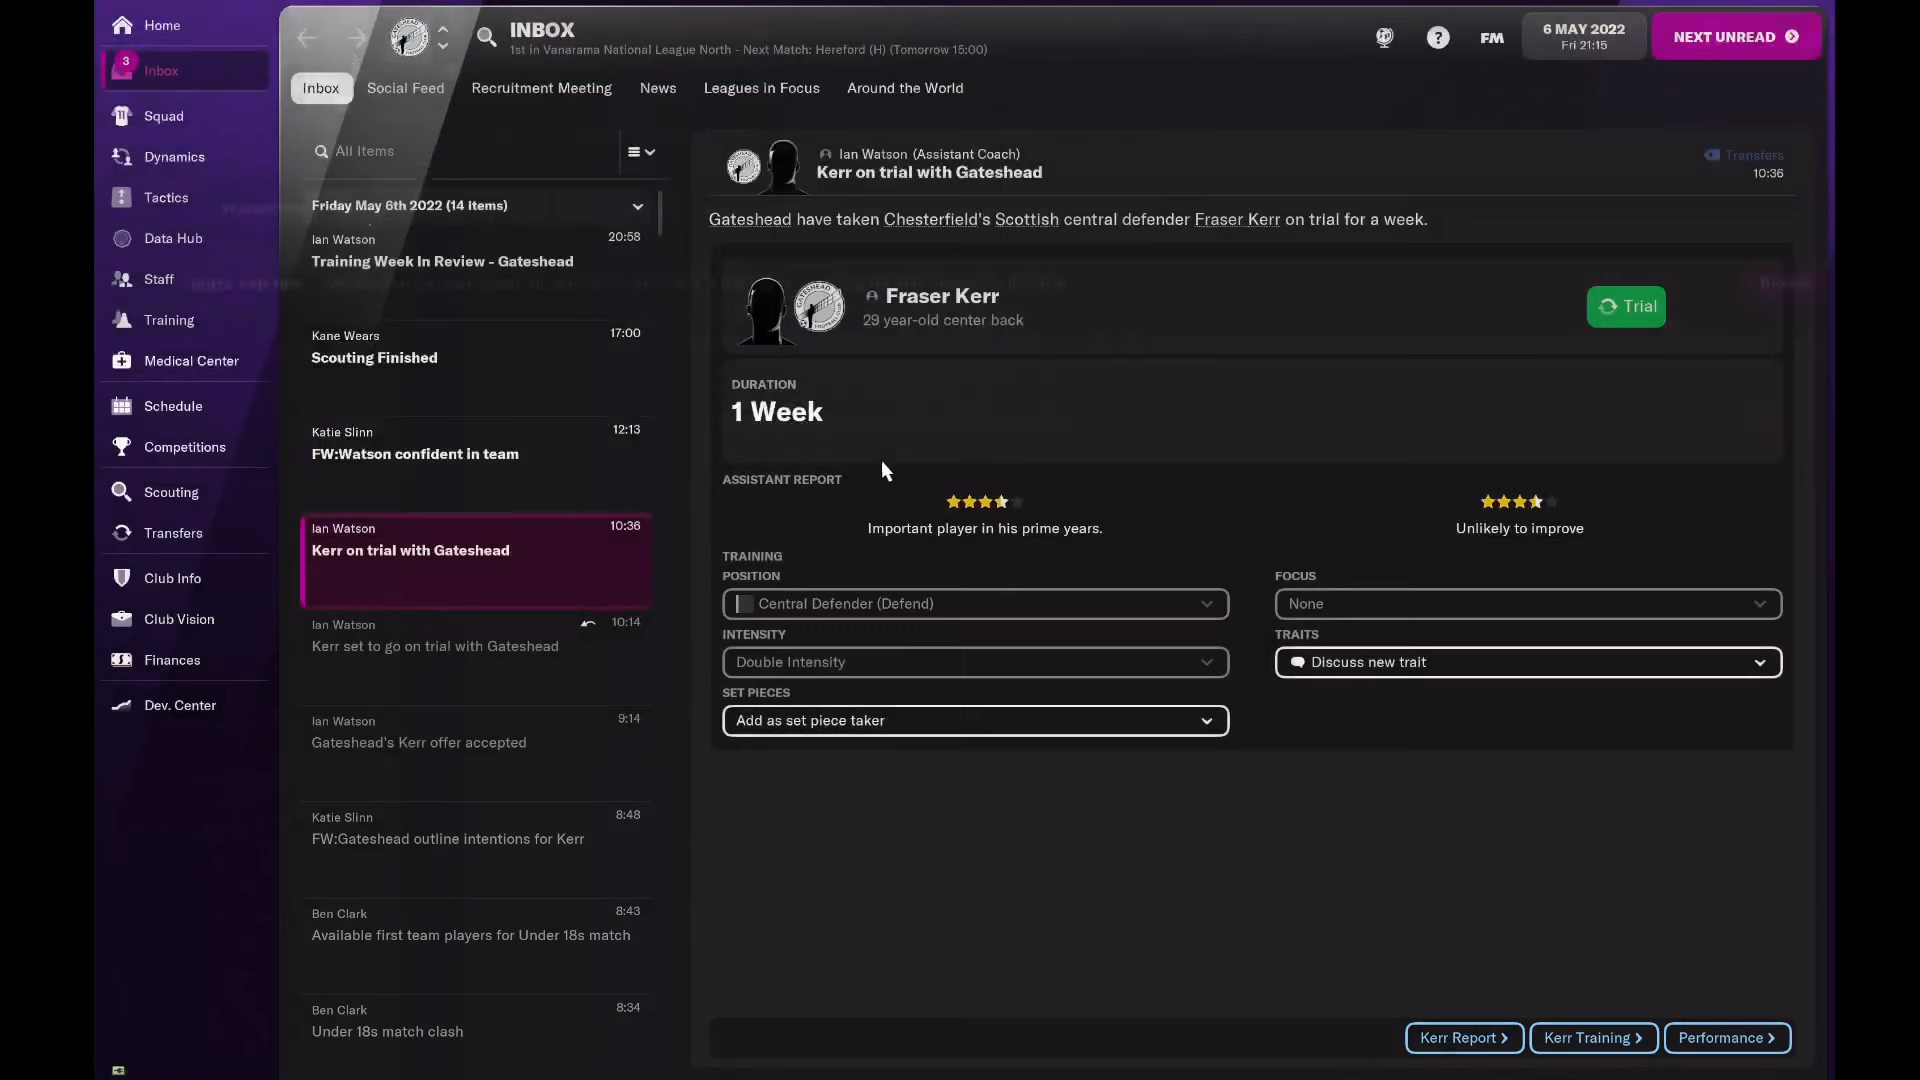 Home
Inbox
3
Squad
Dynamics
Tactics
Data Hub
Staff
Training
Medical Center
Schedule
Competitions
Scouting
Transfers
Club Info
Club Vision
Finances
Dev. Center
INBOX
1st in Vanarama National League North - Next Match: Hereford (H) (Tomorrow 15:00)
?
FM
6 MAY 2022
Fri 21:15
NEXT UNREAD
Inbox
Social Feed
Recruitment Meeting
News
Leagues in Focus
Around the World
All Items
Friday May 6th 2022 (14 Items)
Ian Watson
20:58
Training Week In Review - Gateshead
Kane Wears
17:00
Scouting Finished
Katie Slinn
12:13
FW:Watson confident in team
Ian Watson
10:36
Kerr on trial with Gateshead
Ian Watson
10:14
Kerr set to go on trial with Gateshead
Ian Watson
9:14
Gateshead's Kerr offer accepted
Katie Slinn
8:48
FW:Gateshead outline intentions for Kerr
Ben Clark
8:43
Available first team players for Under 18s match
Ben Clark
8:34
Under 18s match clash
Ian Watson (Assistant Coach)
Kerr on trial with Gateshead
Transfers
10:36
Gateshead have taken Chesterfield's Scottish central defender Fraser Kerr on trial for a week.
Fraser Kerr
29 year-old center back
Trial
DURATION
1 Week
ASSISTANT REPORT
Important player in his prime years.
Unlikely to improve
TRAINING
POSITION
Central Defender (Defend)
FOCUS
None
INTENSITY
Double Intensity
TRAITS
Discuss new trait
SET PIECES
Add as set piece taker
Kerr Report
Kerr Training
Performance